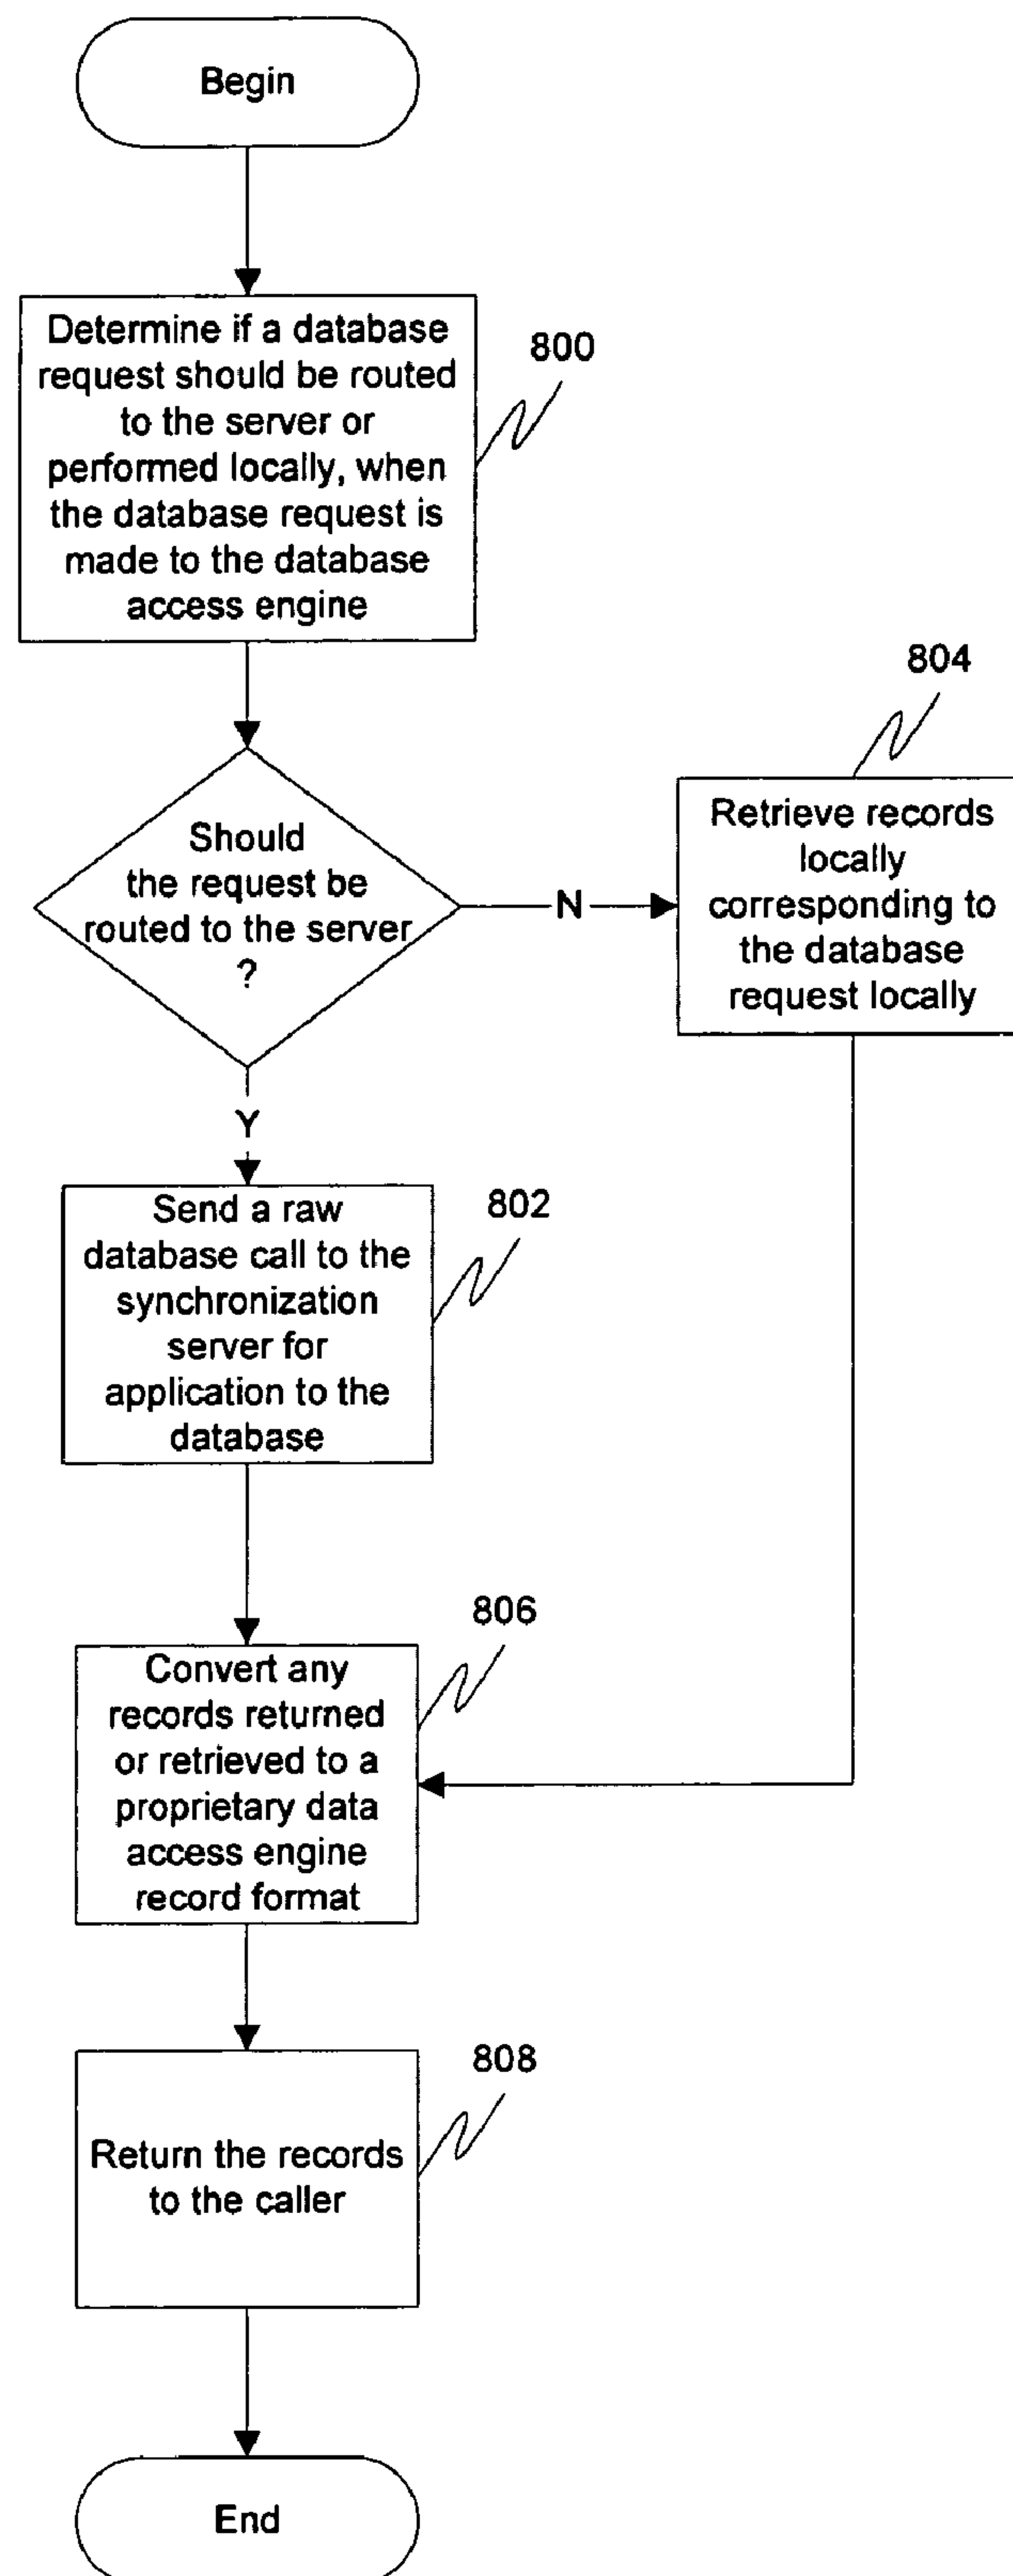 Begin
Determine if a database
request should be routed
to the server or
performed locally, when
the database request is
made to the database
access engine
800
Should
the request be
routed to the server
?
N
804
Retrieve records
locally
corresponding to
the database
request locally
Y
Send a raw
database call to the
synchronization
server for
application to the
database
802
806
Convert any
records returned
or retrieved to a
proprietary data
access engine
record format
808
Return the records
to the caller
End